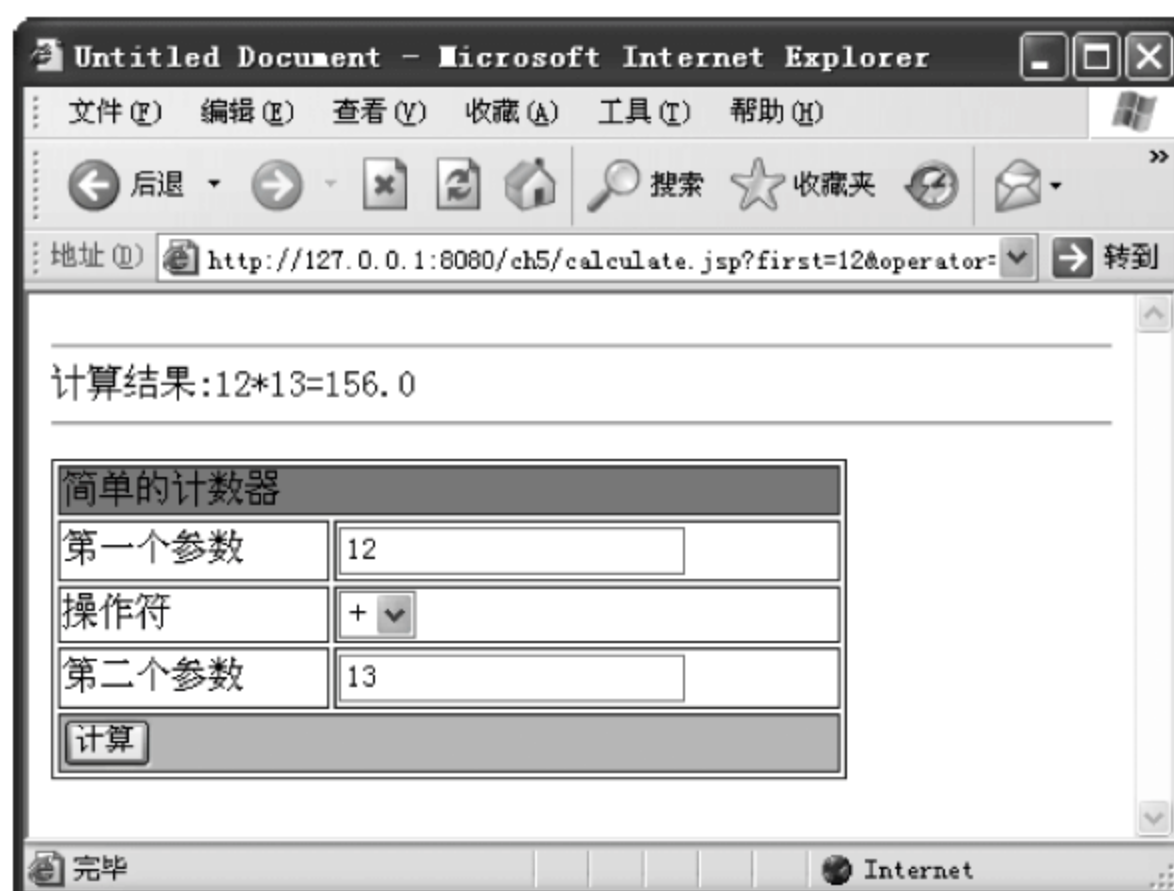 Untitled Document - Microsoft Internet Explorer
文件(F) 编辑(E) 查看(V) 收藏(A) 工具(T) 帮助(H)
后退 搜索 收藏夹 »
地址(D) http://127.0.0.1:8080/ch5/calculate.jsp?first=12&operator= 转到
计算结果:12*13=156.0
简单的计数器
第一个参数 12
操作符 +
第二个参数 13
计算
完毕 Internet